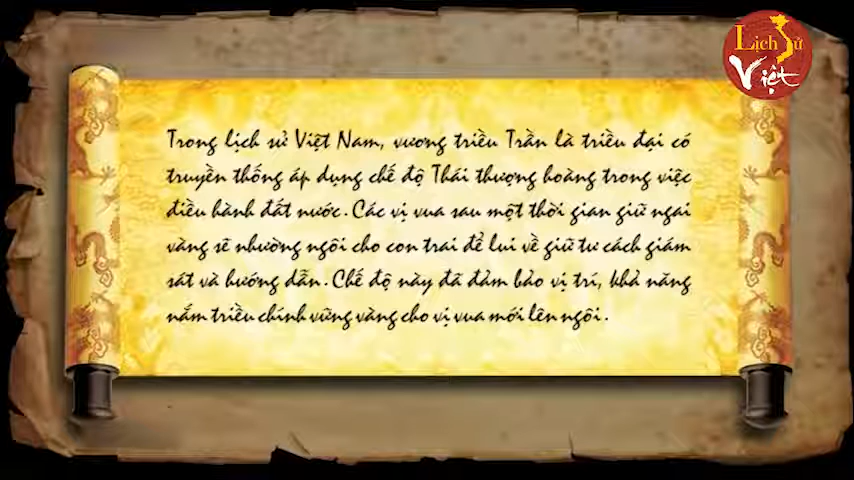 Lịch Sử
Việt
Trong lịch sử Việt Nam, vương triều Trần là triều đại có
truyền thống áp dụng chế độ Thái thượng hoàng trong việc
điều hành đất nước. Các vị vua sau một thời gian giữ ngai
vàng sẽ nhường ngôi cho con trai để lui về giữ tư cách giám
sát và hướng dẫn. Chế độ này đã đảm bảo vị trí, khả năng
nắm triều chính vững vàng cho vị vua mới lên ngôi.